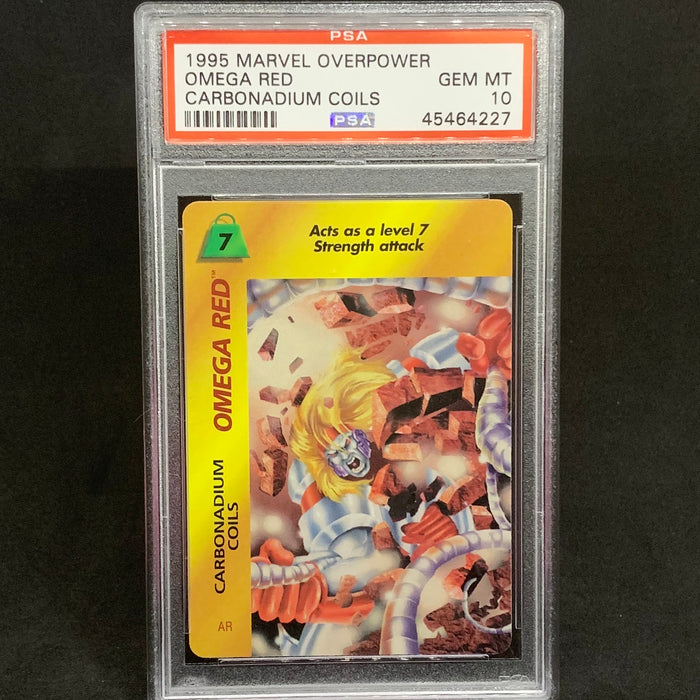 PSA
1995 MARVEL OVERPOWER
OMEGA RED GEM MT
CARBONADIUM COILS 10
PSA 45464227
7
Acts as a level 7
Strength attack
OMEGA RED™
CARBONADIUM
COILS
AR